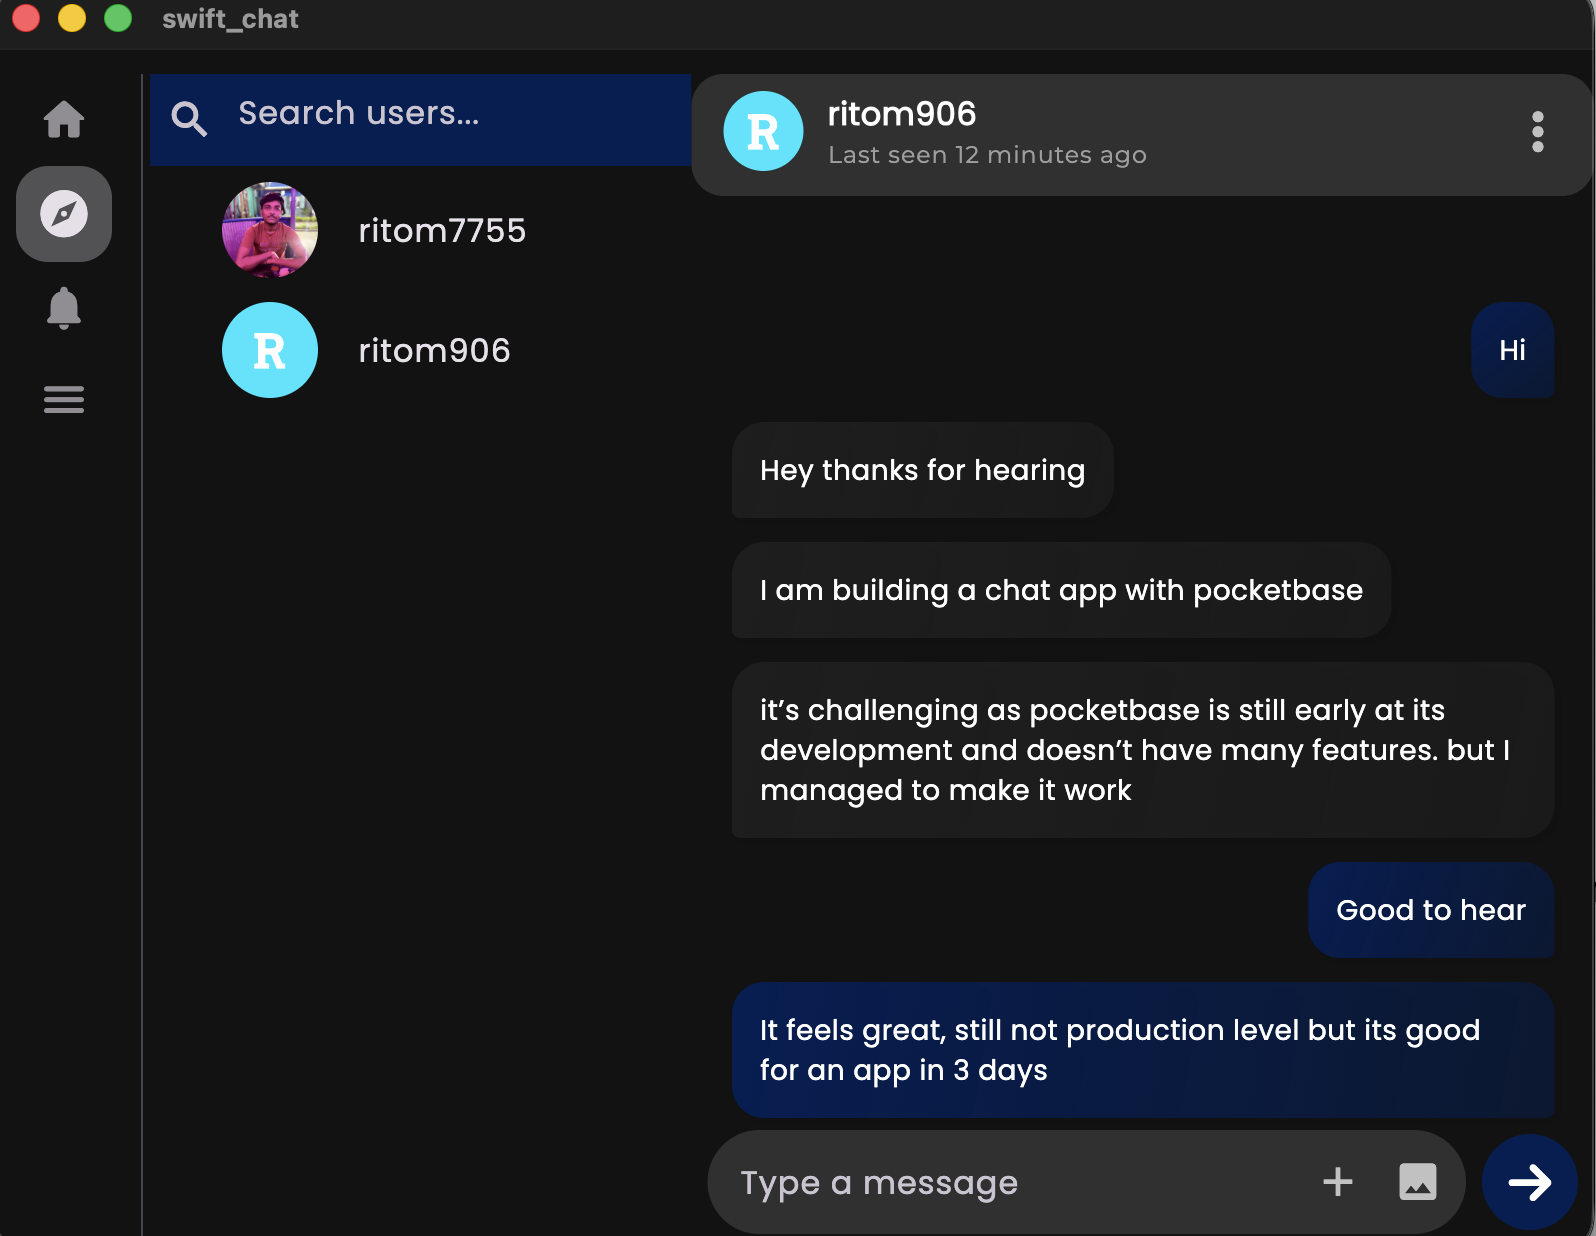 swift_chat
Search users...
ritom7755
R
ritom906
R
ritom906
Last seen 12 minutes ago
Hi
Hey thanks for hearing
I am building a chat app with pocketbase
it’s challenging as pocketbase is still early at its
development and doesn’t have many features. but I
managed to make it work
Good to hear
It feels great, still not production level but its good
for an app in 3 days
Type a message